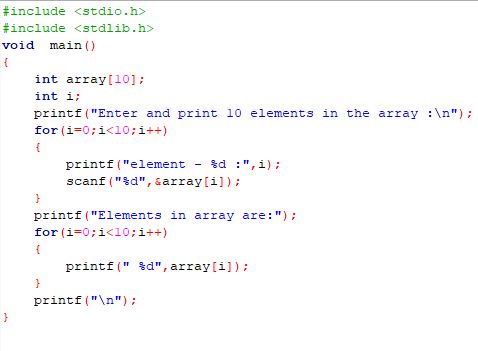 #include <stdio.h>
#include <stdlib.h>
void  main()
{
    int array[10];
    int i;
    printf("Enter and print 10 elements in the array :\n");
    for(i=0;i<10;i++)
    {
        printf("element - %d :",i);
        scanf("%d",&array[i]);
    }
    printf("Elements in array are:");
    for(i=0;i<10;i++)
    {
        printf(" %d",array[i]);
    }
    printf("\n");
}